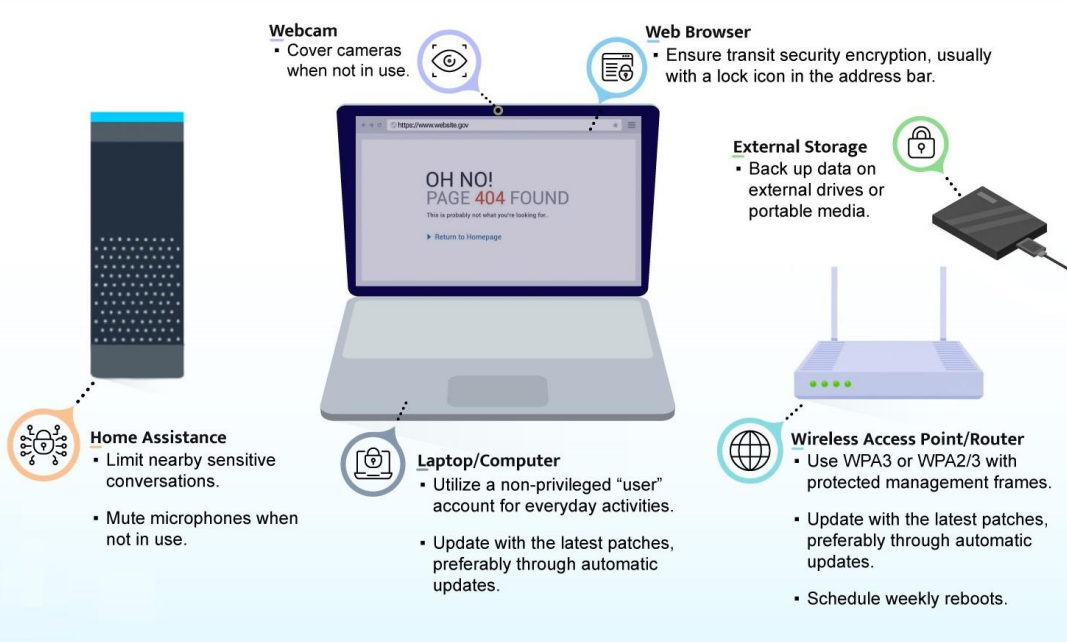 Webcam
▪ Cover cameras
when not in use.
Web Browser
▪ Ensure transit security encryption, usually
with a lock icon in the address bar.
External Storage
▪ Back up data on
external drives or
portable media.
https://www.website.gov
OH NO!
PAGE 404 FOUND
This is probably not what you're looking for..
Return to Homepage
Home Assistance
▪ Limit nearby sensitive
conversations.
▪ Mute microphones when
not in use.
Laptop/Computer
▪ Utilize a non-privileged “user”
account for everyday activities.
▪ Update with the latest patches,
preferably through automatic
updates.
Wireless Access Point/Router
▪ Use WPA3 or WPA2/3 with
protected management frames.
▪ Update with the latest patches,
preferably through automatic
updates.
▪ Schedule weekly reboots.